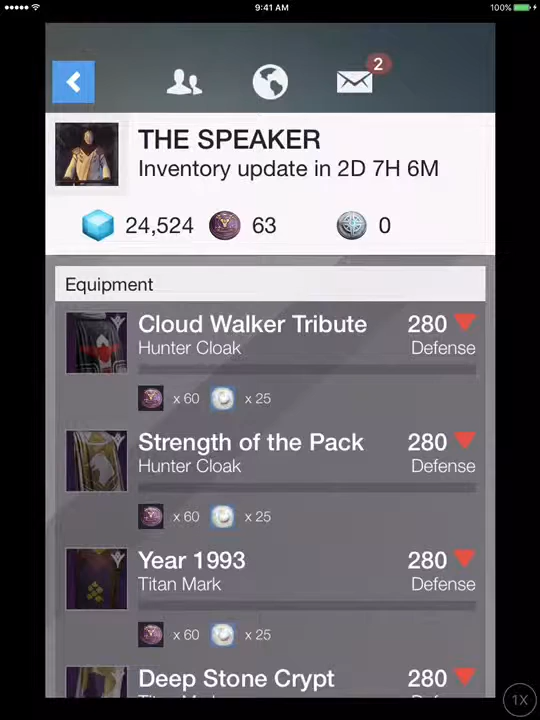 9:41 AM
100%
2
THE SPEAKER
Inventory update in 2D 7H 6M
24,524 63 0
Equipment
Cloud Walker Tribute 280
Hunter Cloak Defense
x 60 x 25
Strength of the Pack 280
Hunter Cloak Defense
x 60 x 25
Year 1993 280
Titan Mark Defense
x 60 x 25
Deep Stone Crypt 280
1X